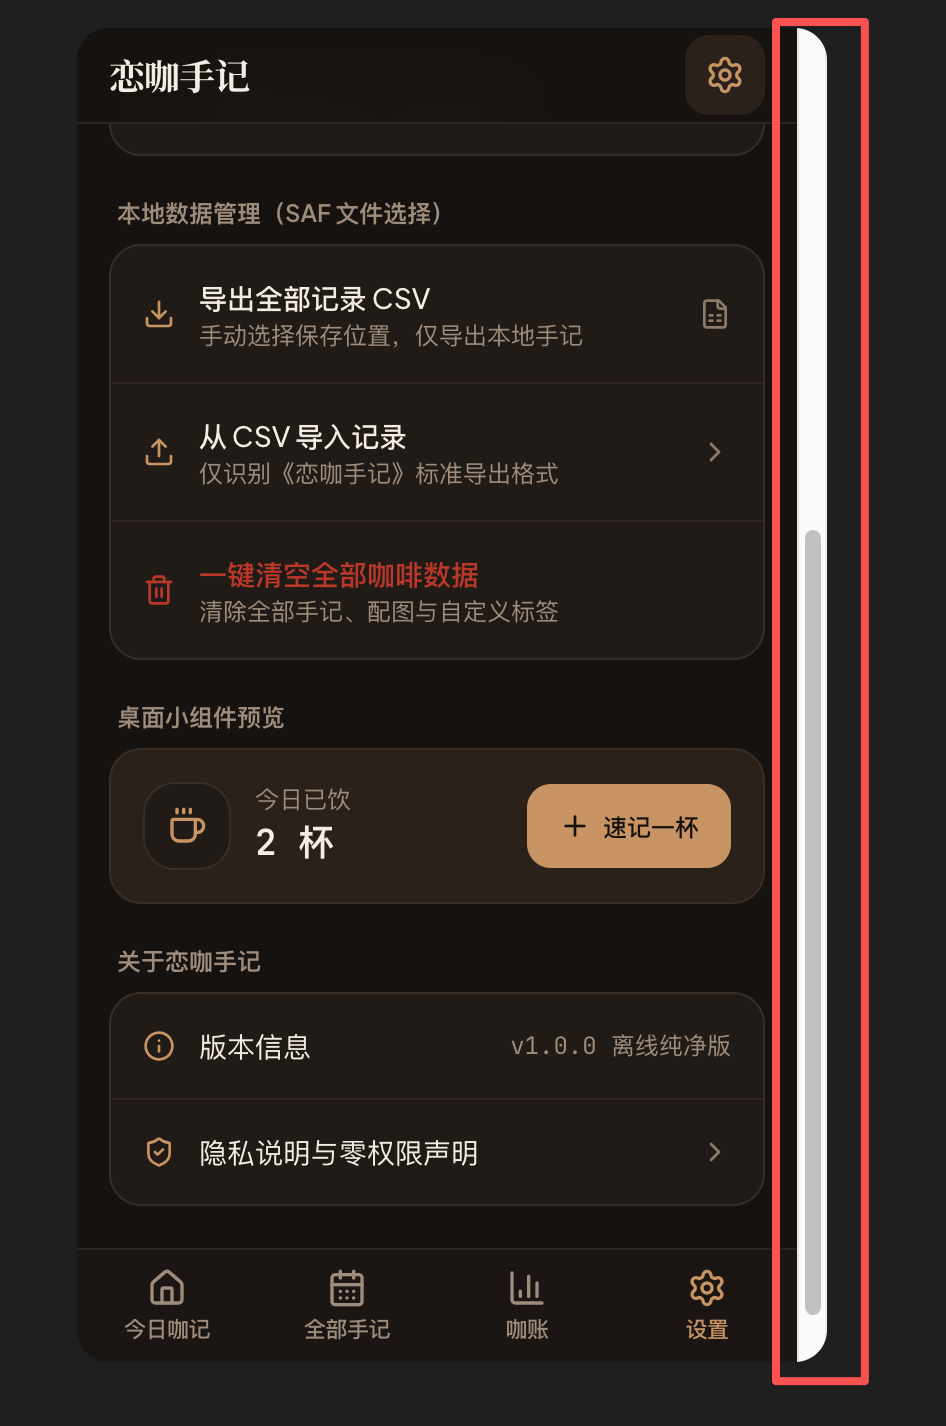 恋咖手记
本地数据管理（SAF 文件选择）
导出全部记录 CSV
手动选择保存位置，仅导出本地手记
从 CSV 导入记录
仅识别《恋咖手记》标准导出格式
一键清空全部咖啡数据
清除全部手记、配图与自定义标签
桌面小组件预览
今日已饮
2 杯
速记一杯
关于恋咖手记
版本信息
v1.0.0 离线纯净版
隐私说明与零权限声明
今日咖记
全部手记
咖账
设置